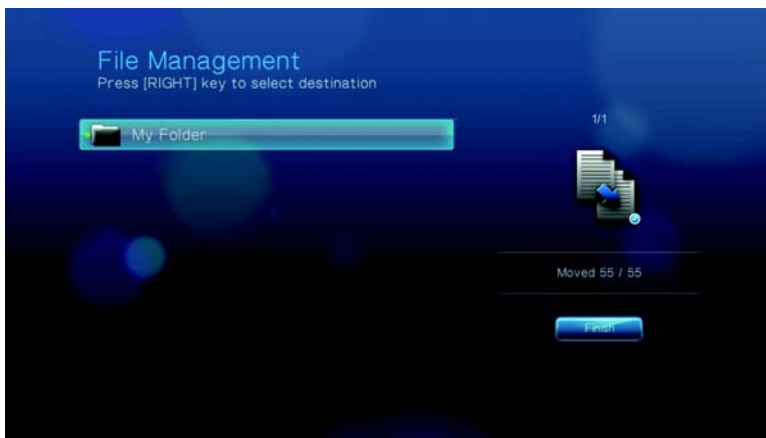 File Management
Press [RIGHT] key to select destination
My Folder
1/1
Moved 55 / 55
Finish